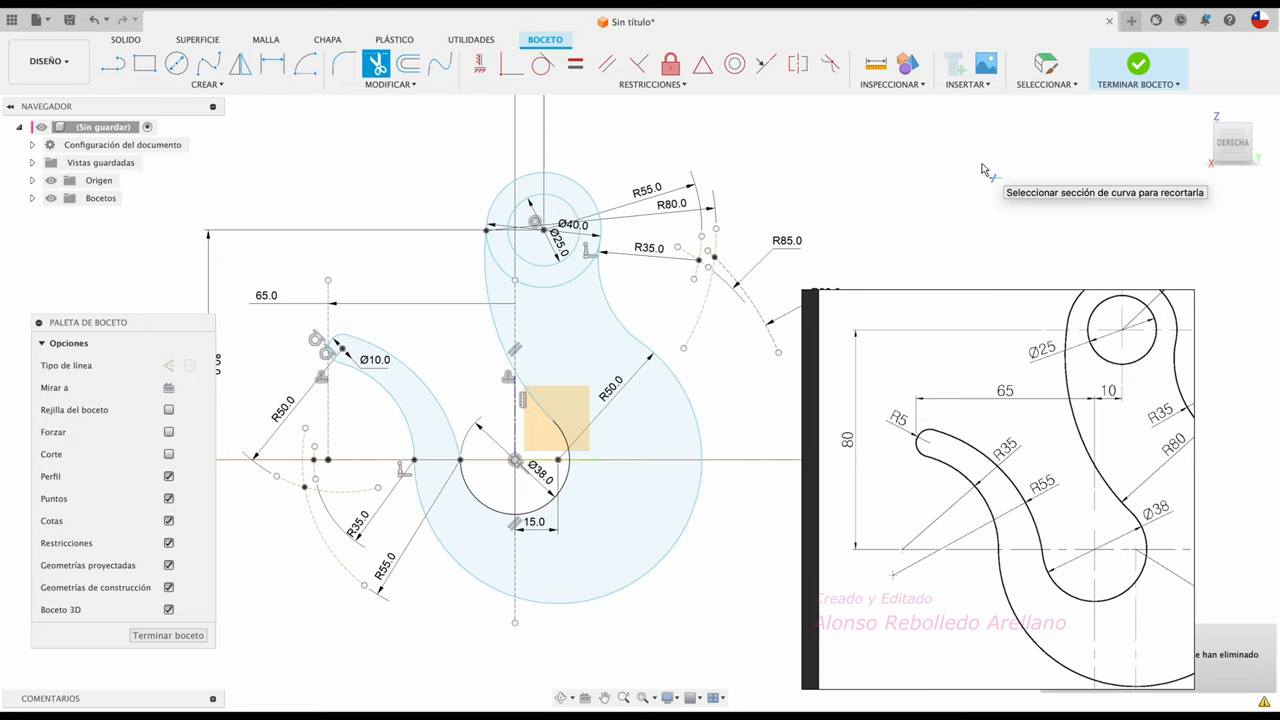 Sin título*
DISEÑO
SÓLIDO SUPERFICIE MALLA CHAPA PLÁSTICO UTILIDADES BOCETO
CREAR MODIFICAR RESTRICCIONES INSPECCIONAR INSERTAR SELECCIONAR TERMINAR BOCETO
NAVEGADOR
(Sin guardar)
Configuración del documento
Vistas guardadas
Origen
Bocetos
Z
DERECHA
X
Y
Seleccionar sección de curva para recortarla
R55.0
R80.0
Ø40.0
Ø25.0
R35.0
R85.0
65.0
Ø10.0
R50.0
R50.0
Ø38.0
15.0
R35.0
R55.0
PALETA DE BOCETO
Opciones
Tipo de línea
Mirar a
Rejilla del boceto
Forzar
Corte
Perfil
Puntos
Cotas
Restricciones
Geometrías proyectadas
Geometrías de construcción
Boceto 3D
Terminar boceto
Ø25
65
10
R5
R35
R35
R80
80
R55
Ø38
Creado y Editado
Alonso Rebolledo Arellano
e han eliminado
COMENTARIOS